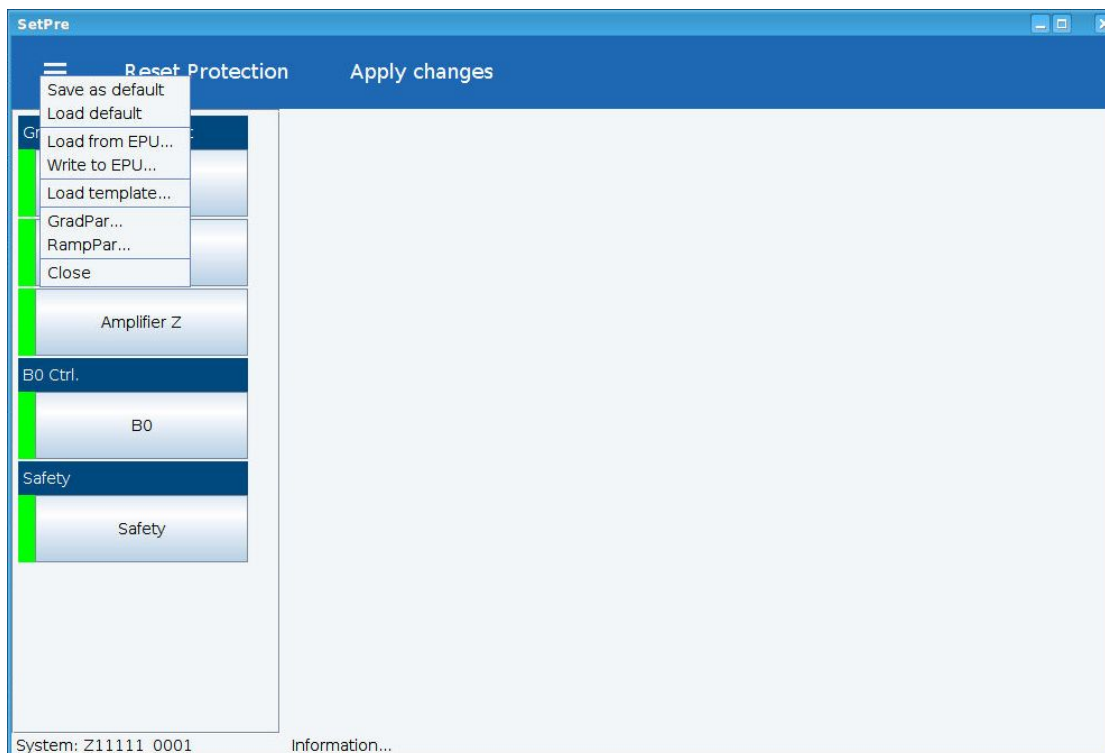 SetPre
Reset Protection
Apply changes
Save as default
Load default
Load from EPU...
Write to EPU...
Load template...
GradPar...
RampPar...
Close
Amplifier Z
B0 Ctrl.
B0
Safety
Safety
System: Z11111_0001
Information...